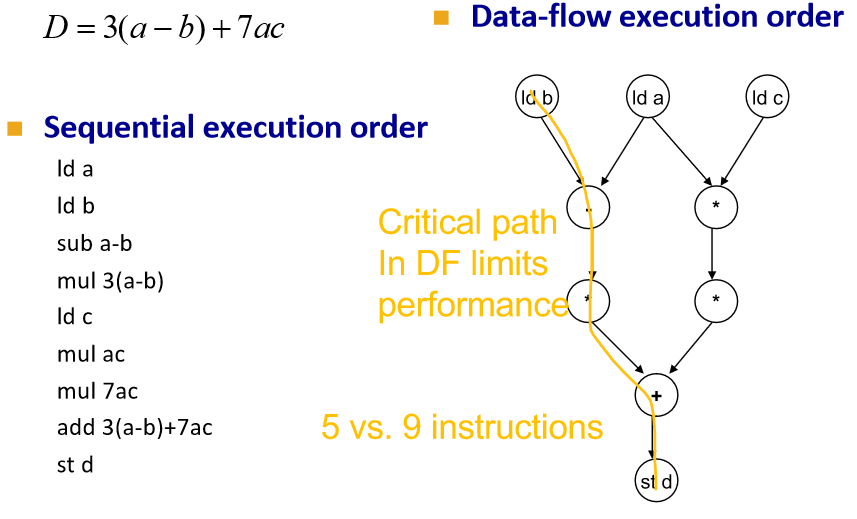 D = 3(a − b) + 7ac
Data-flow execution order
Sequential execution order
ld a
ld b
sub a-b
mul 3(a-b)
ld c
mul ac
mul 7ac
add 3(a-b)+7ac
st d
ld b
ld a
ld c
-
*
*
*
+
st d
Critical path
In DF limits
performance
5 vs. 9 instructions